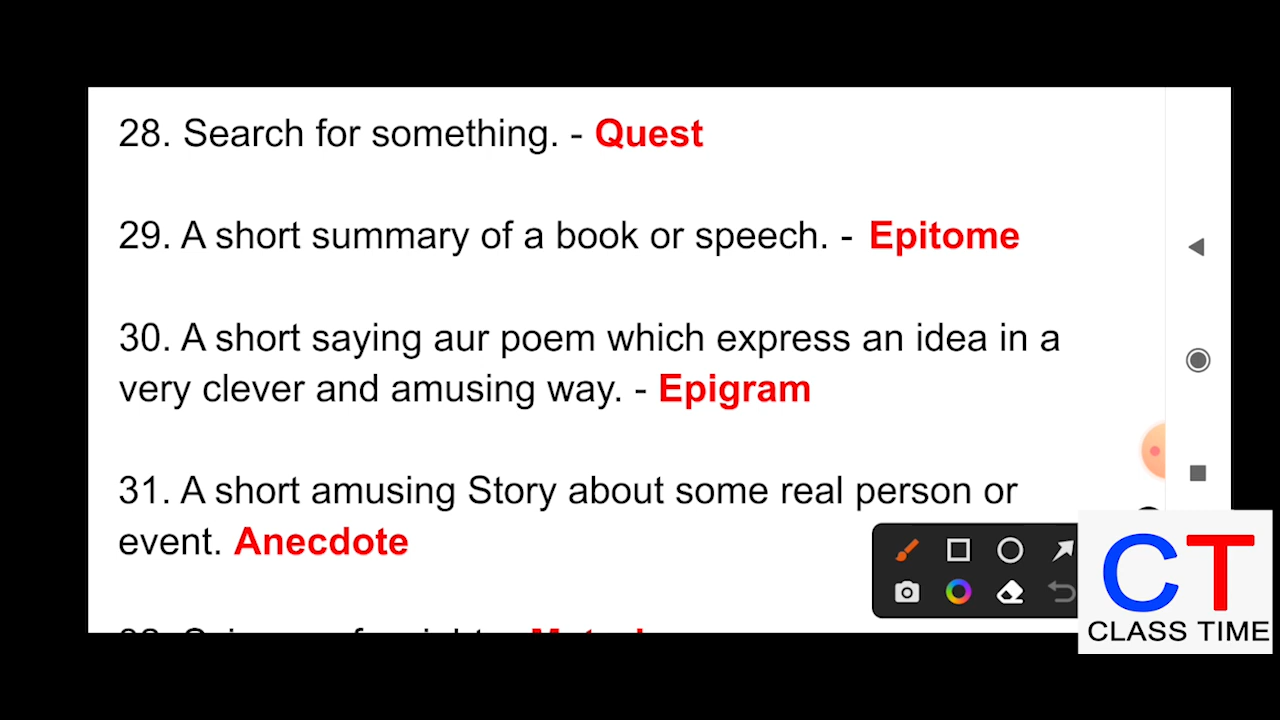 28. Search for something. - Quest
29. A short summary of a book or speech. - Epitome
30. A short saying aur poem which express an idea in a
very clever and amusing way. - Epigram
31. A short amusing Story about some real person or
event. Anecdote
CT
CLASS TIME